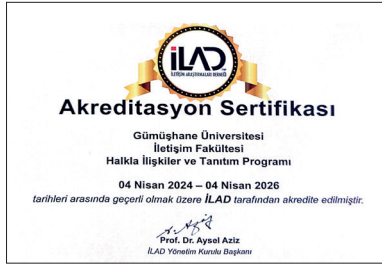 İLAD
İLETİŞİM ARAŞTIRMALARI DERNEĞİ
Akreditasyon Sertifikası
Gümüşhane Üniversitesi
İletişim Fakültesi
Halkla İlişkiler ve Tanıtım Programı
04 Nisan 2024 – 04 Nisan 2026
tarihleri arasında geçerli olmak üzere İLAD tarafından akredite edilmiştir.
Prof. Dr. Aysel Aziz
İLAD Yönetim Kurulu Başkanı